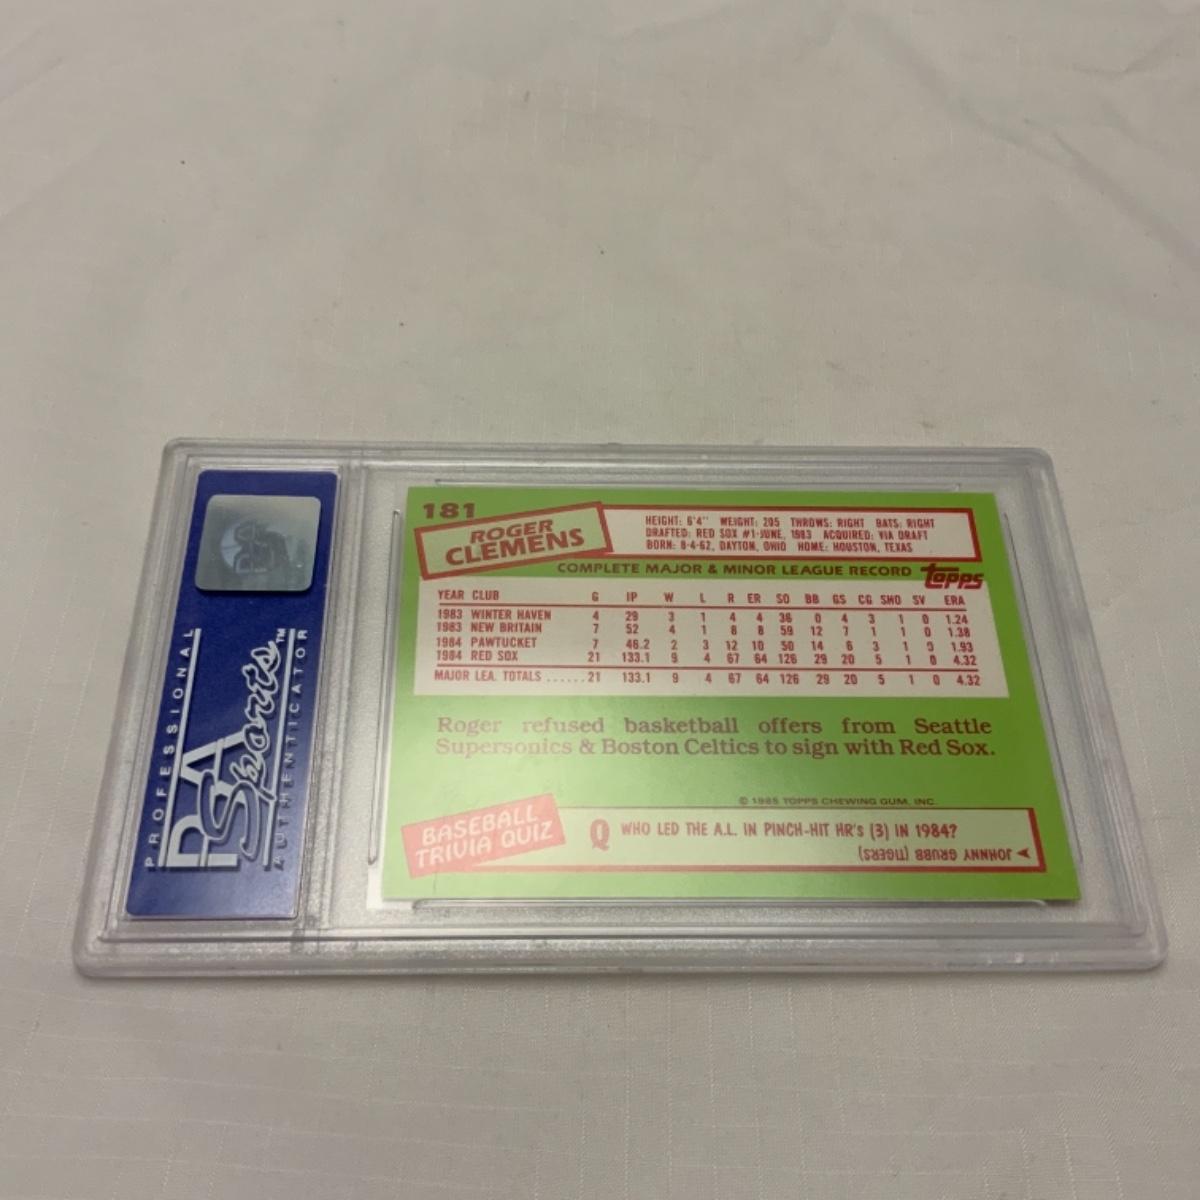 PROFESSIONAL
PSA
Sports™
AUTHENTICATOR
181
ROGER
CLEMENS
HEIGHT: 6'4" WEIGHT: 205 THROWS: RIGHT BATS: RIGHT
DRAFTED: RED SOX #1-JUNE, 1983 ACQUIRED: VIA DRAFT
BORN: 8-4-62, DAYTON, OHIO HOME: HOUSTON, TEXAS
COMPLETE MAJOR & MINOR LEAGUE RECORD topps
YEAR CLUB G IP W L R ER SO BB GS CG SHO SV ERA
1983 WINTER HAVEN 4 29 3 1 4 4 36 0 4 3 1 0 1.24
1983 NEW BRITAIN 7 52 4 1 8 8 59 12 7 1 1 0 1.38
1984 PAWTUCKET 7 46.2 2 3 12 10 50 14 6 3 1 0 1.93
1984 RED SOX 21 133.1 9 4 67 64 126 29 20 5 1 0 4.32
MAJOR LEA. TOTALS ...... 21 133.1 9 4 67 64 126 29 20 5 1 0 4.32
Roger refused basketball offers from Seattle
Supersonics & Boston Celtics to sign with Red Sox.
© 1985 TOPPS CHEWING GUM, INC.
BASEBALL
TRIVIA QUIZ
Q WHO LED THE A.L. IN PINCH-HIT HR's (3) IN 1984?
JOHNNY GRUBB (TIGERS)